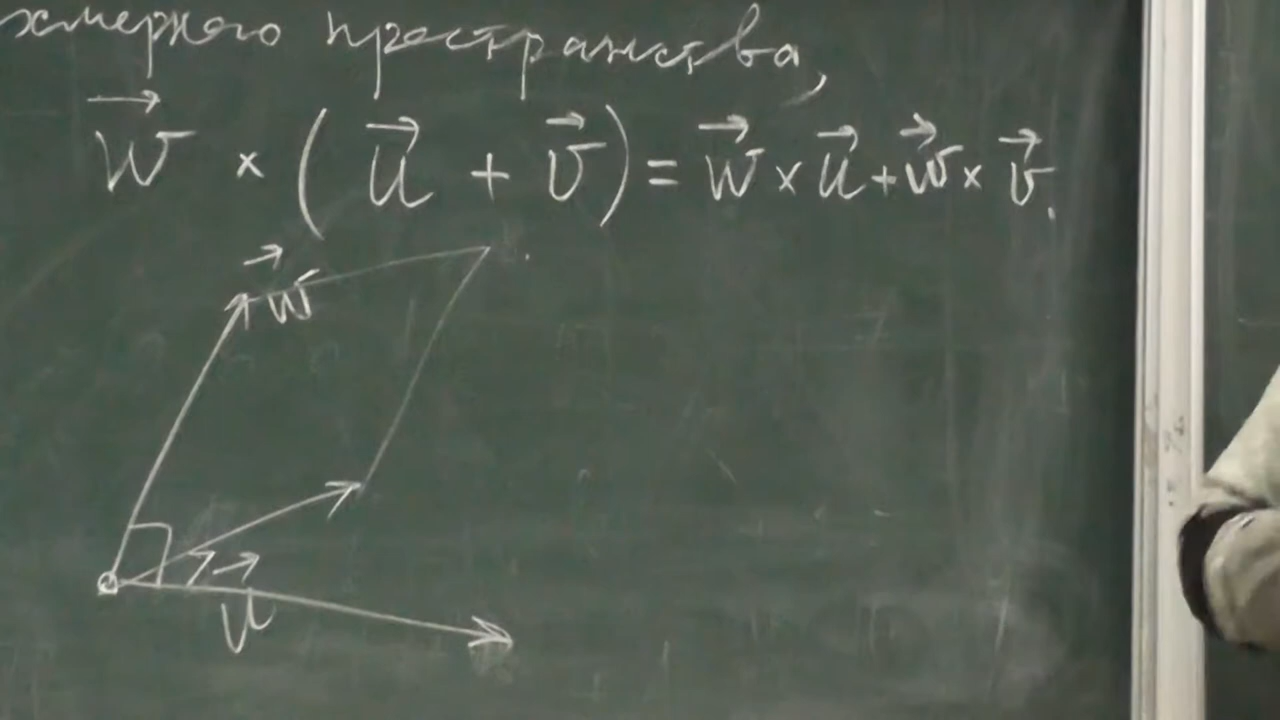 хмерного пространства,
w⃗ × ( u⃗ + v⃗ ) = w⃗ × u⃗ + w⃗ × v⃗.
w⃗
u⃗